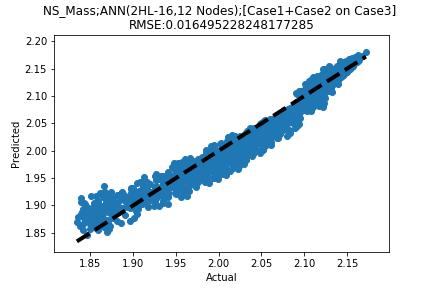 NS_Mass;ANN(2HL-16,12 Nodes);[Case1+Case2 on Case3]
RMSE:0.016495228248177285
2.20
2.15
2.10
2.05
2.00
1.95
1.90
1.85
Predicted
1.85 1.90 1.95 2.00 2.05 2.10 2.15
Actual